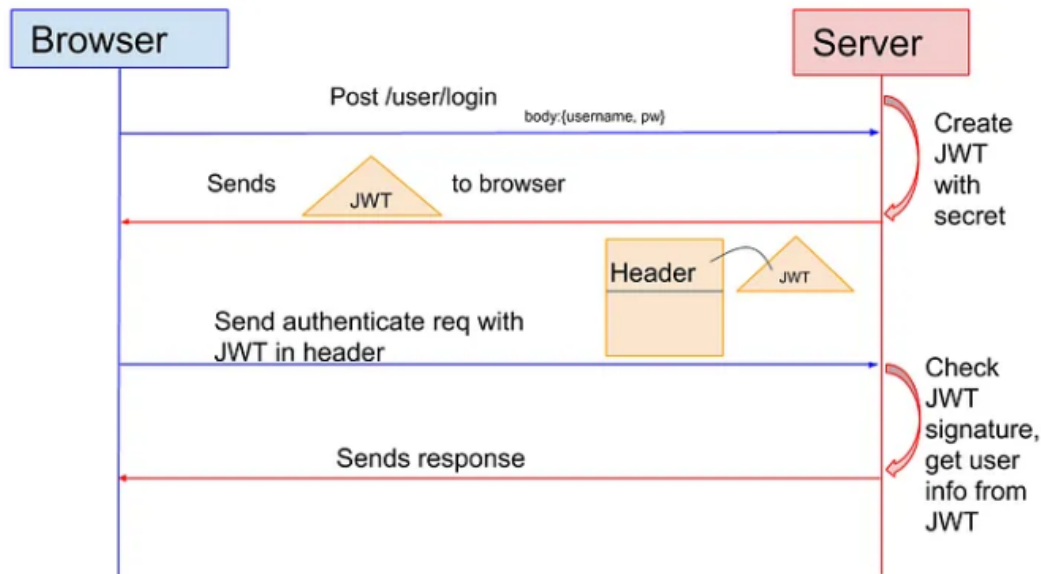 Browser
Server
Post /user/login
body:{username, pw}
Create
JWT
with
secret
Sends
JWT
to browser
Header
JWT
Send authenticate req with
JWT in header
Check
JWT
signature,
get user
info from
JWT
Sends response